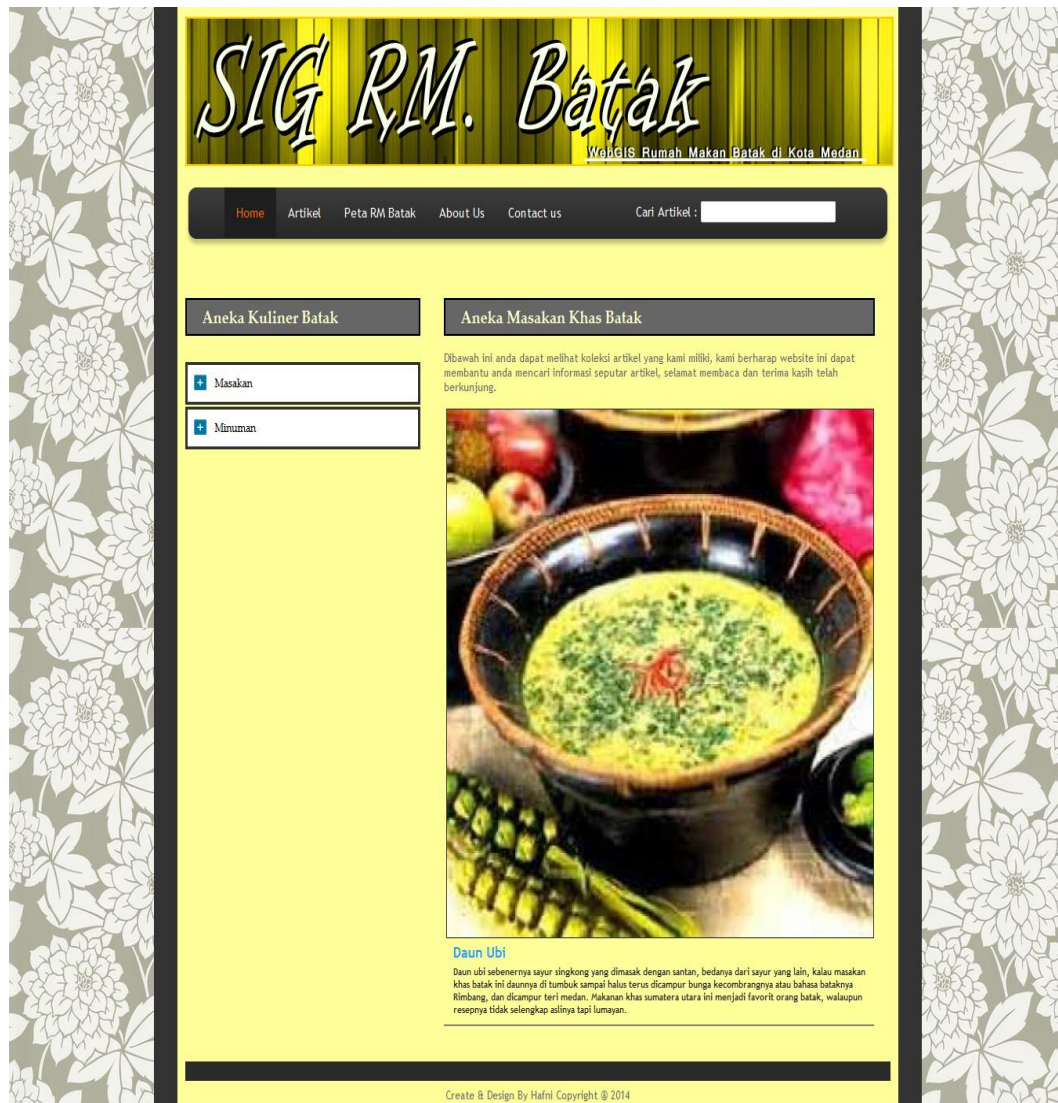 SIG RM. Batak
WebGIS Rumah Makan Batak di Kota Medan
Home Artikel Peta RM Batak About Us Contact us Cari Artikel :
Aneka Kuliner Batak
Masakan
Minuman
Aneka Masakan Khas Batak
Dibawah ini anda dapat melihat koleksi artikel yang kami miliki, kami berharap website ini dapat
membantu anda mencari informasi seputar artikel, selamat membaca dan terima kasih telah
berkunjung.
Daun Ubi
Daun ubi sebenernya sayur singkong yang dimasak dengan santan, bedanya dari sayur yang lain, kalau masakan
khas batak ini daunnya di tumbuk sampai halus terus dicampur bunga kecombrangnya atau bahasa bataknya
Rimbang, dan dicampur teri medan. Makanan khas sumatera utara ini menjadi favorit orang batak, walaupun
resepnya tidak selengkap aslinya tapi lumayan.
Create & Design By Hafni Copyright @ 2014